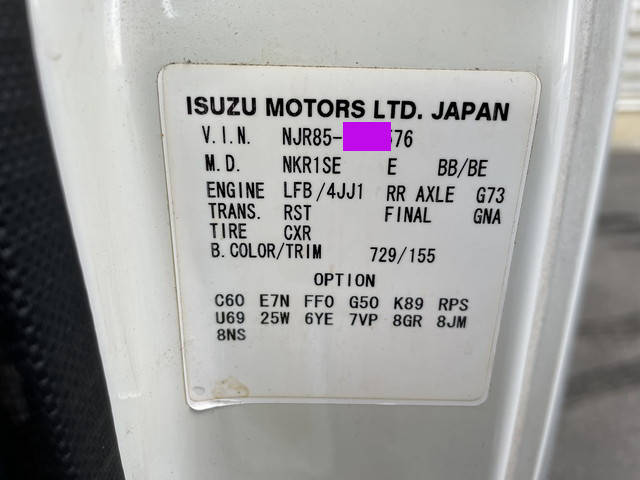 ISUZU MOTORS LTD. JAPAN
V.I.N. NJR85- 576
M.D. NKR1SE E BB/BE
ENGINE LFB/4JJ1 RR AXLE G73
TRANS. RST FINAL GNA
TIRE CXR
B.COLOR/TRIM 729/155
OPTION
C60 E7N FF0 G50 K89 RPS
U69 25W 6YE 7VP 8GR 8JM
8NS